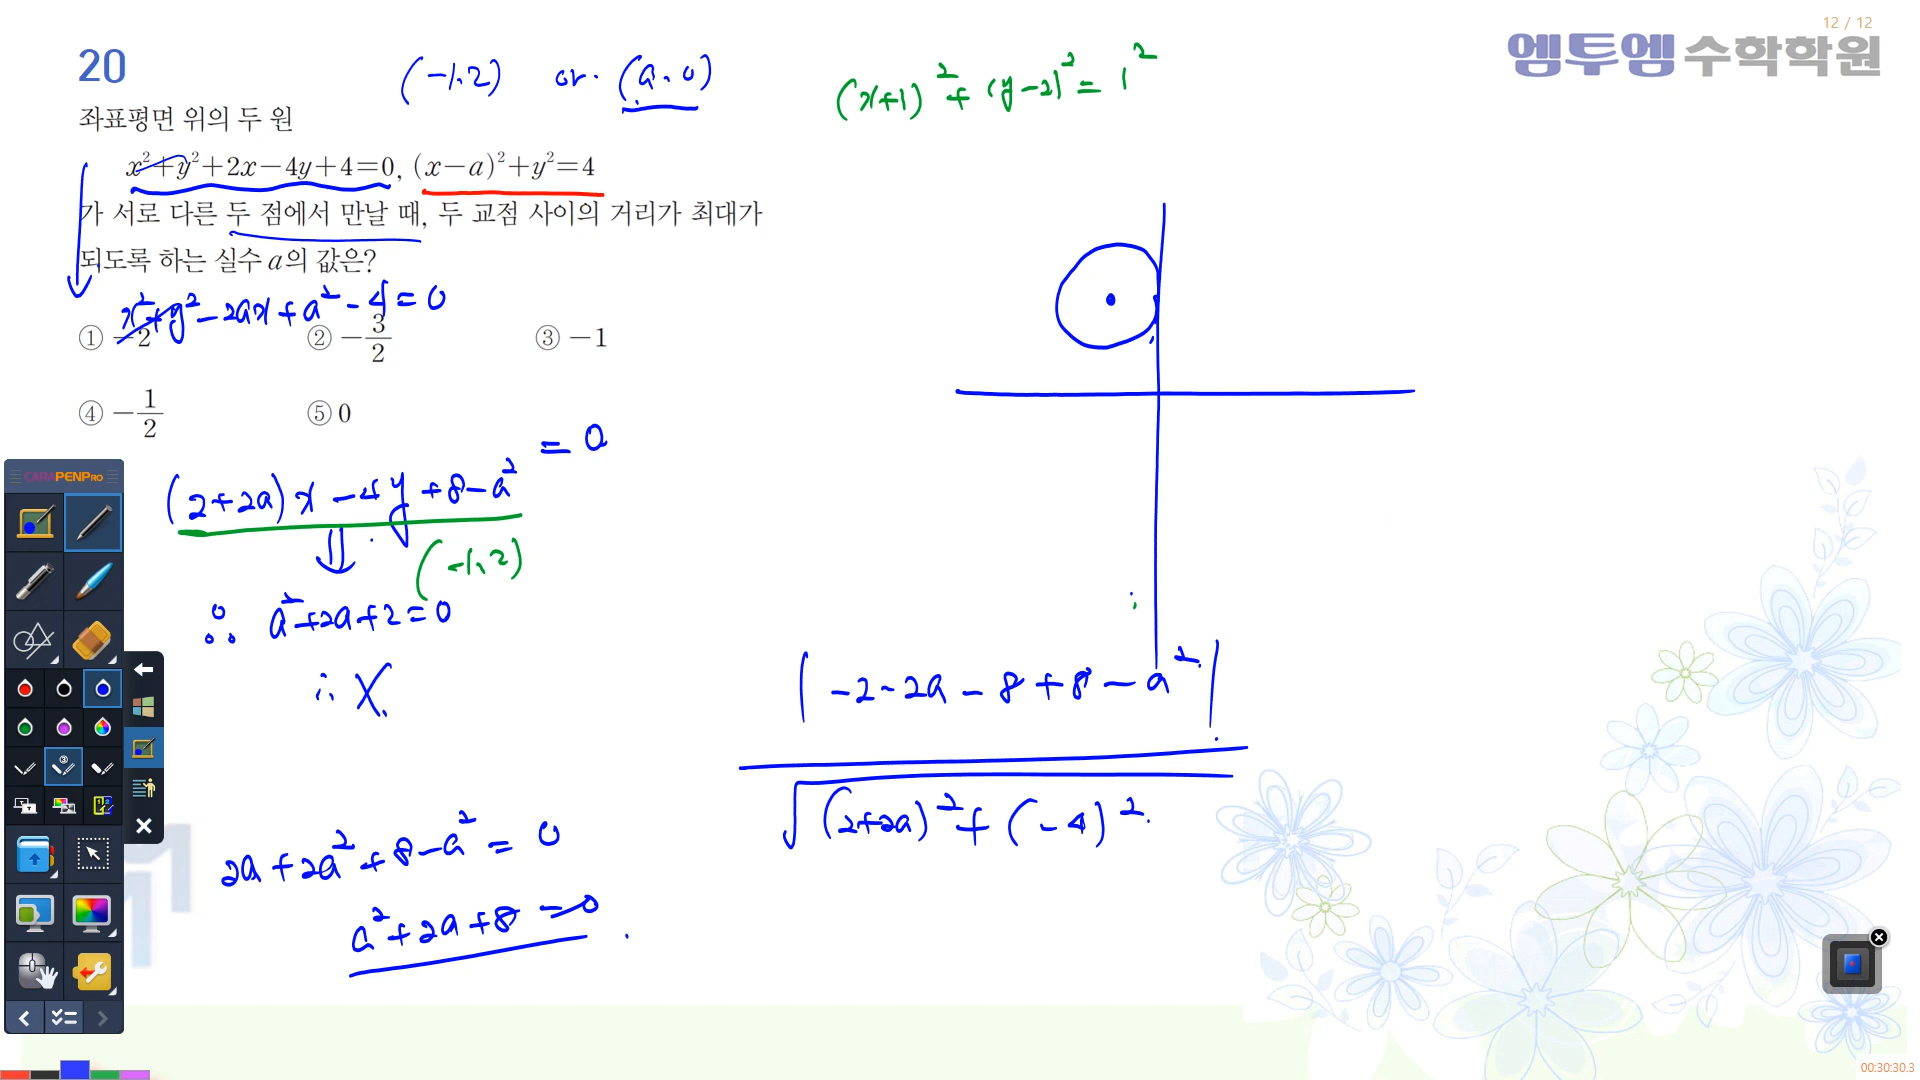 12 / 12
엠투엠 수학학원
20
(-1, 2) or. (a, 0)
(x+1)² + (y-2)² = 1²
좌표평면 위의 두 원
x²+y²+2x-4y+4=0, (x-a)²+y²=4
가 서로 다른 두 점에서 만날 때, 두 교점 사이의 거리가 최대가
되도록 하는 실수 a의 값은?
x²+y²-2ax+a²-4=0
① -2 ② -3/2 ③ -1
④ -1/2 ⑤ 0
(2+2a)x-4y+8-a² = 0
(-1, 2)
∴ a²+2a+2=0
∴ X.
|-2-2a-8+8-a²|
√(2+2a)²+(-4)².
2a+2a²+8-a²=0
a²+2a+8=0
CARAPENPRO
00:30:30.3